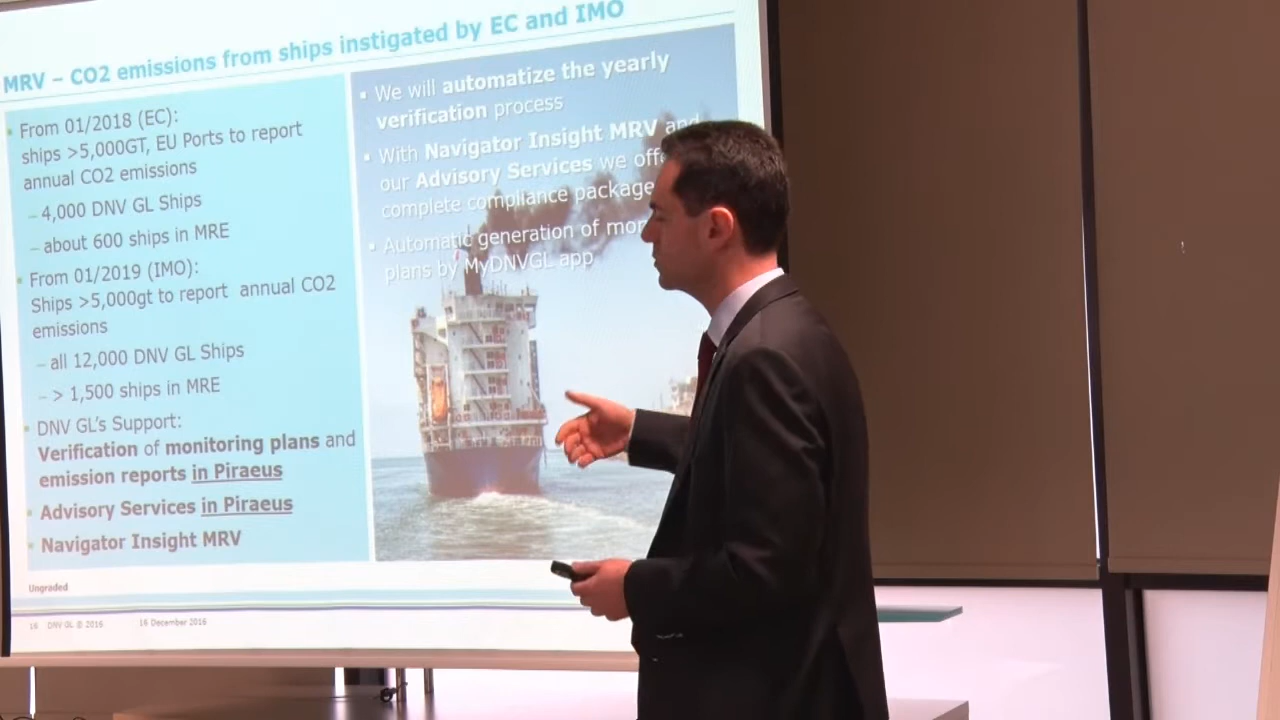 MRV – CO2 emissions from ships instigated by EC and IMO
From 01/2018 (EC):
ships >5,000GT, EU Ports to report
annual CO2 emissions
– 4,000 DNV GL Ships
– about 600 ships in MRE
From 01/2019 (IMO):
Ships >5,000gt to report annual CO2
emissions
– all 12,000 DNV GL Ships
– > 1,500 ships in MRE
DNV GL's Support:
Verification of monitoring plans and
emission reports in Piraeus
Advisory Services in Piraeus
Navigator Insight MRV
We will automatize the yearly
verification process
With Navigator Insight MRV and
our Advisory Services we
complete compliance package
Automatic generation of
plans by MyDNVGL app
Ungraded
16 DNV GL © 2016 16 December 2016